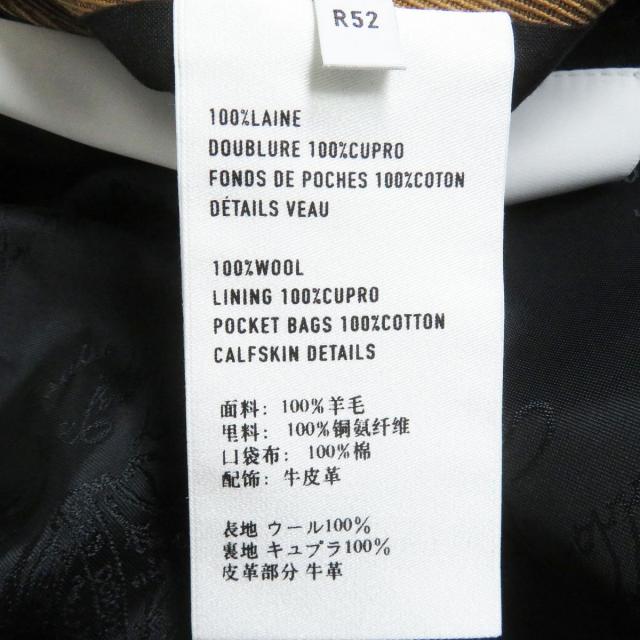 R52
100%LAINE
DOUBLURE 100%CUPRO
FONDS DE POCHES 100%COTON
DÉTAILS VEAU
100%WOOL
LINING 100%CUPRO
POCKET BAGS 100%COTTON
CALFSKIN DETAILS
面料: 100%羊毛
里料: 100%铜氨纤维
口袋布: 100%棉
配饰: 牛皮革
表地 ウール100%
裏地 キュプラ100%
皮革部分 牛革